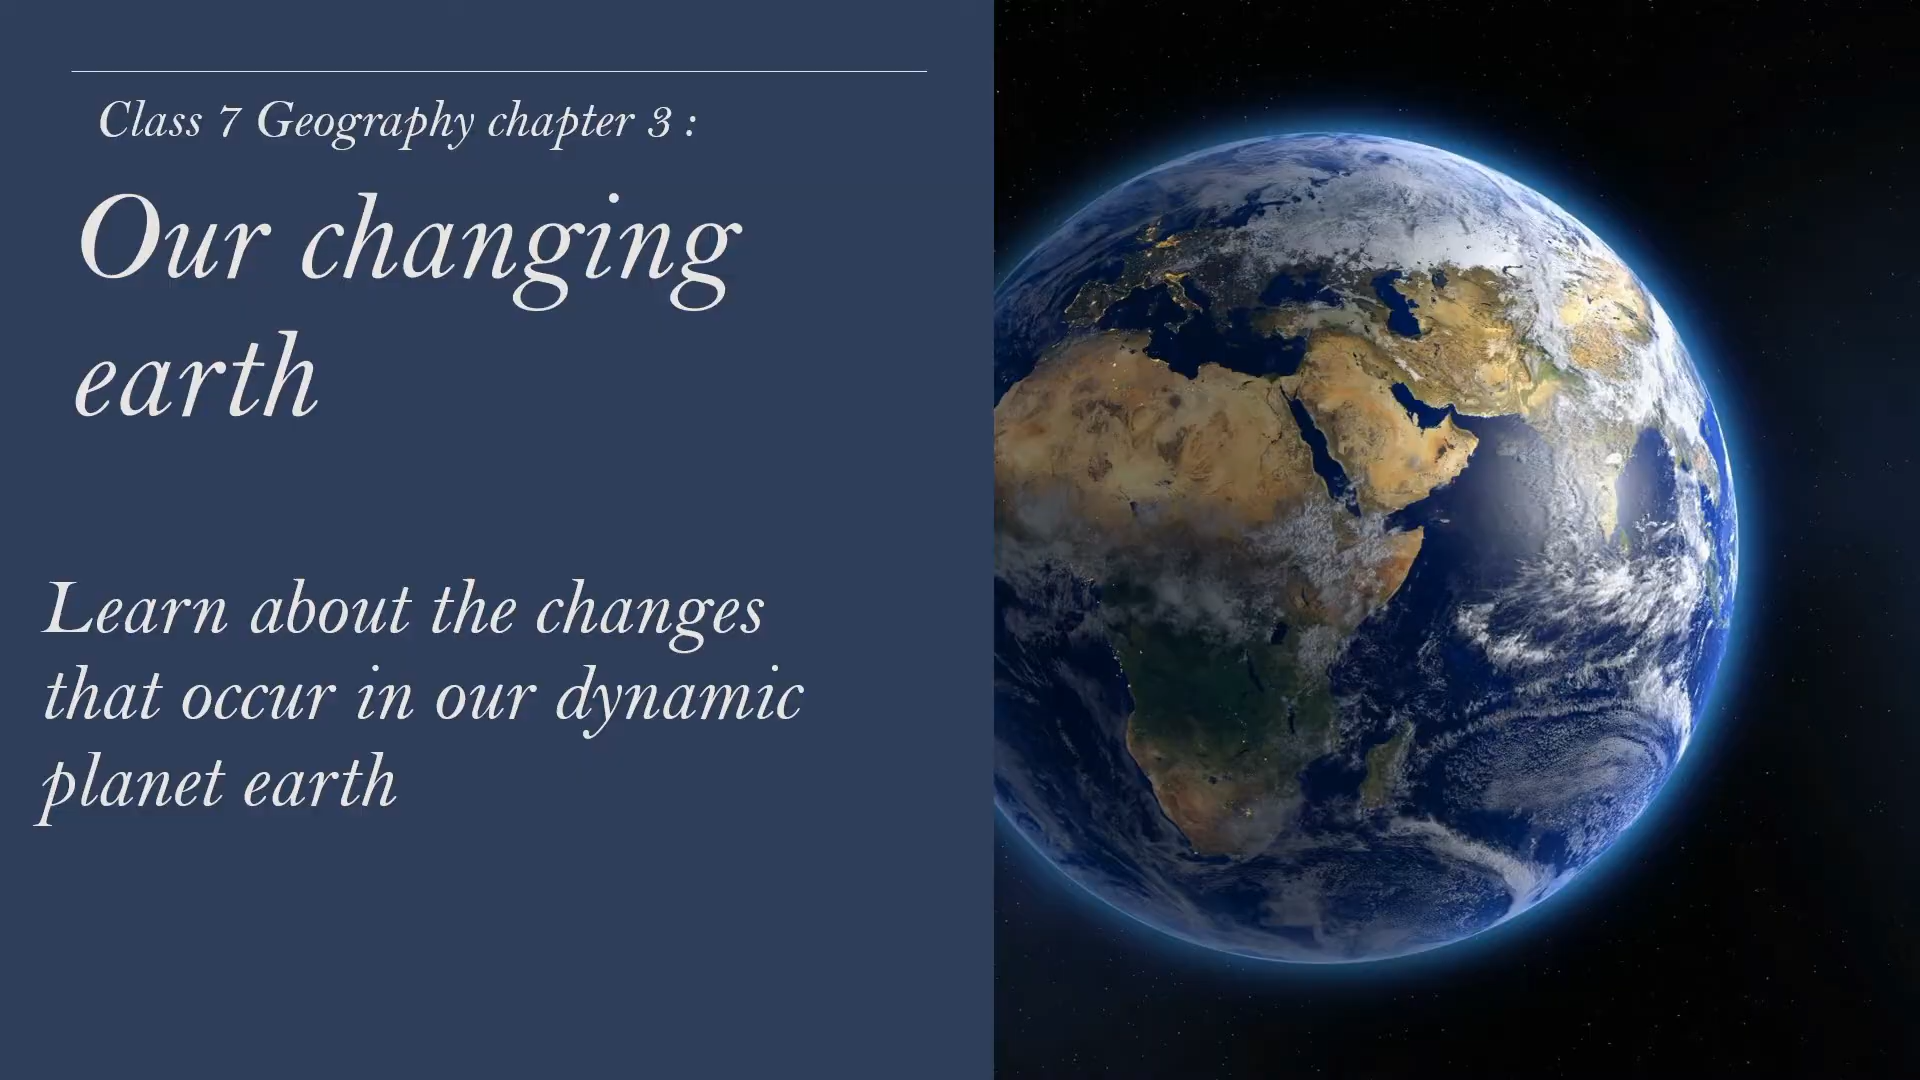 Class 7 Geography chapter 3 :
Our changing
earth
Learn about the changes
that occur in our dynamic
planet earth